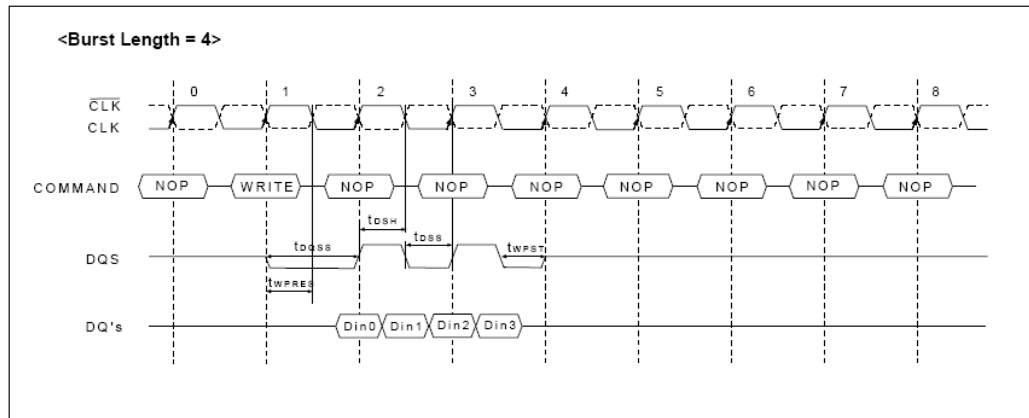 <Burst Length = 4>
0 1 2 3 4 5 6 7 8
CLK
CLK
COMMAND NOP WRITE NOP NOP NOP NOP NOP NOP NOP
tDSH
tDQSS tDSS tWPST
DQS
tWPRES
DQ's Din0 Din1 Din2 Din3